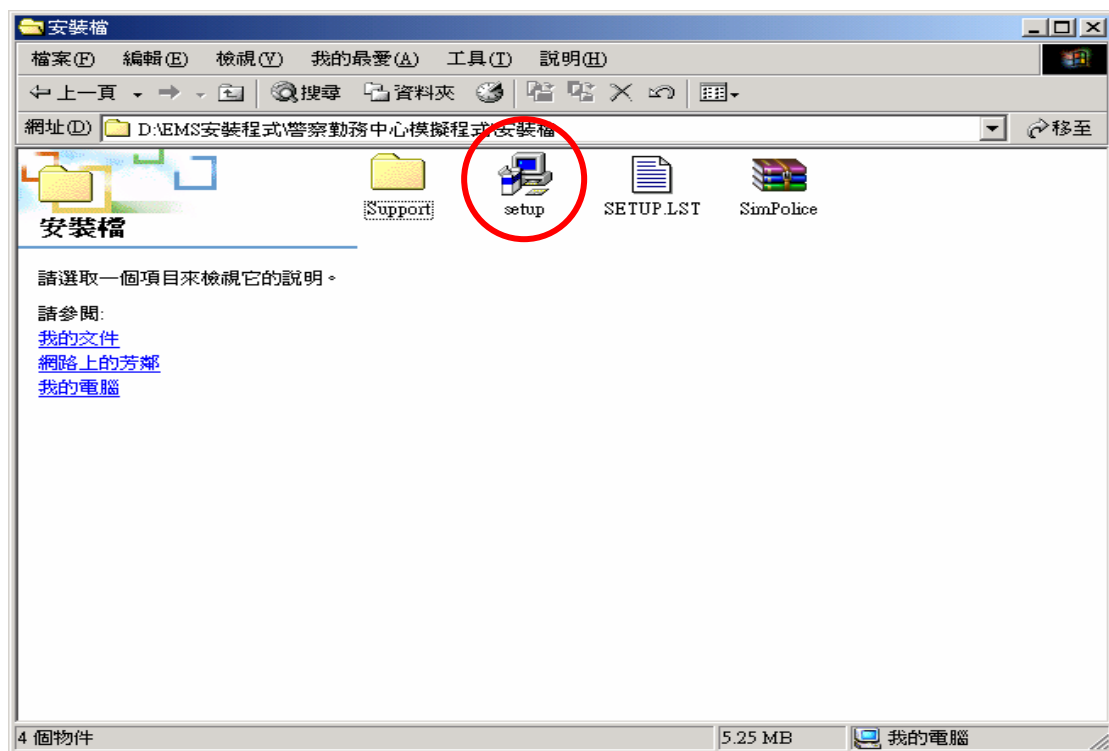 安裝檔
檔案(F) 編輯(E) 檢視(V) 我的最愛(A) 工具(T) 說明(H)
上一頁 搜尋 資料夾
網址(D) D:\EMS安裝程式\警察勤務中心模擬程式\安裝檔 移至
Support setup SETUP.LST SimPolice
安裝檔
請選取一個項目來檢視它的說明。
請參閱:
我的文件
網路上的芳鄰
我的電腦
4 個物件 5.25 MB 我的電腦